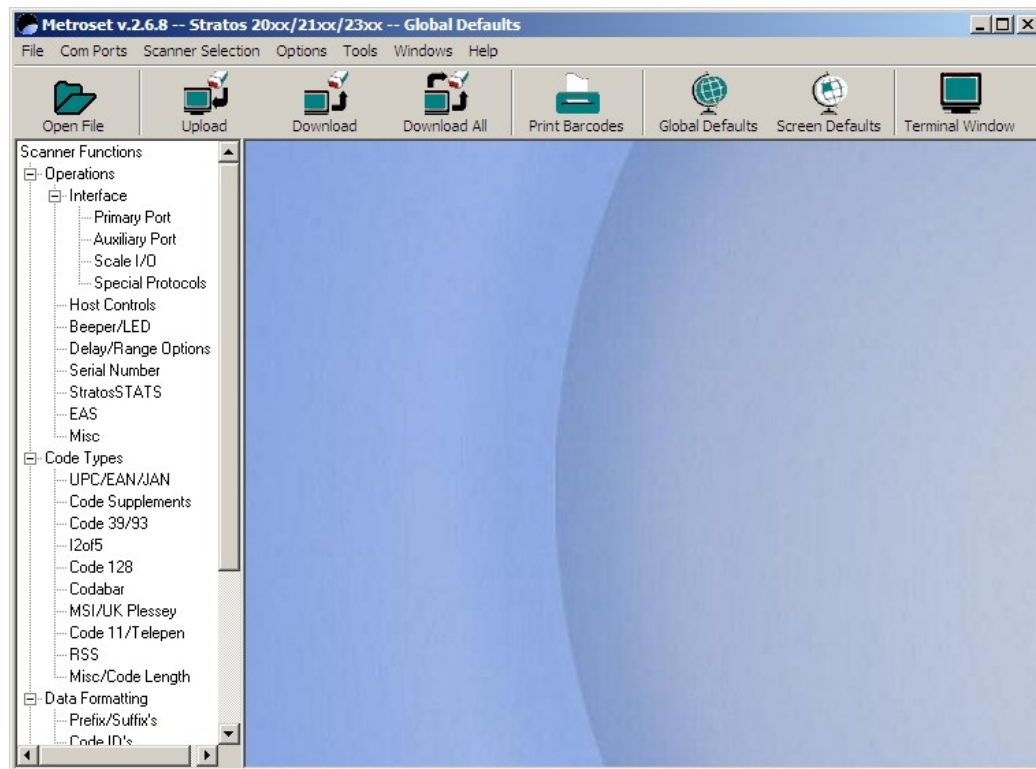 Metroset v.2.6.8 -- Stratos 20xx/21xx/23xx -- Global Defaults
File Com Ports Scanner Selection Options Tools Windows Help
Open File Upload Download Download All Print Barcodes Global Defaults Screen Defaults Terminal Window
Scanner Functions
Operations
Interface
Primary Port
Auxiliary Port
Scale I/O
Special Protocols
Host Controls
Beeper/LED
Delay/Range Options
Serial Number
StratosSTATS
EAS
Misc
Code Types
UPC/EAN/JAN
Code Supplements
Code 39/93
I2of5
Code 128
Codabar
MSI/UK Plessey
Code 11/Telepen
RSS
Misc/Code Length
Data Formatting
Prefix/Suffix's
Code ID's